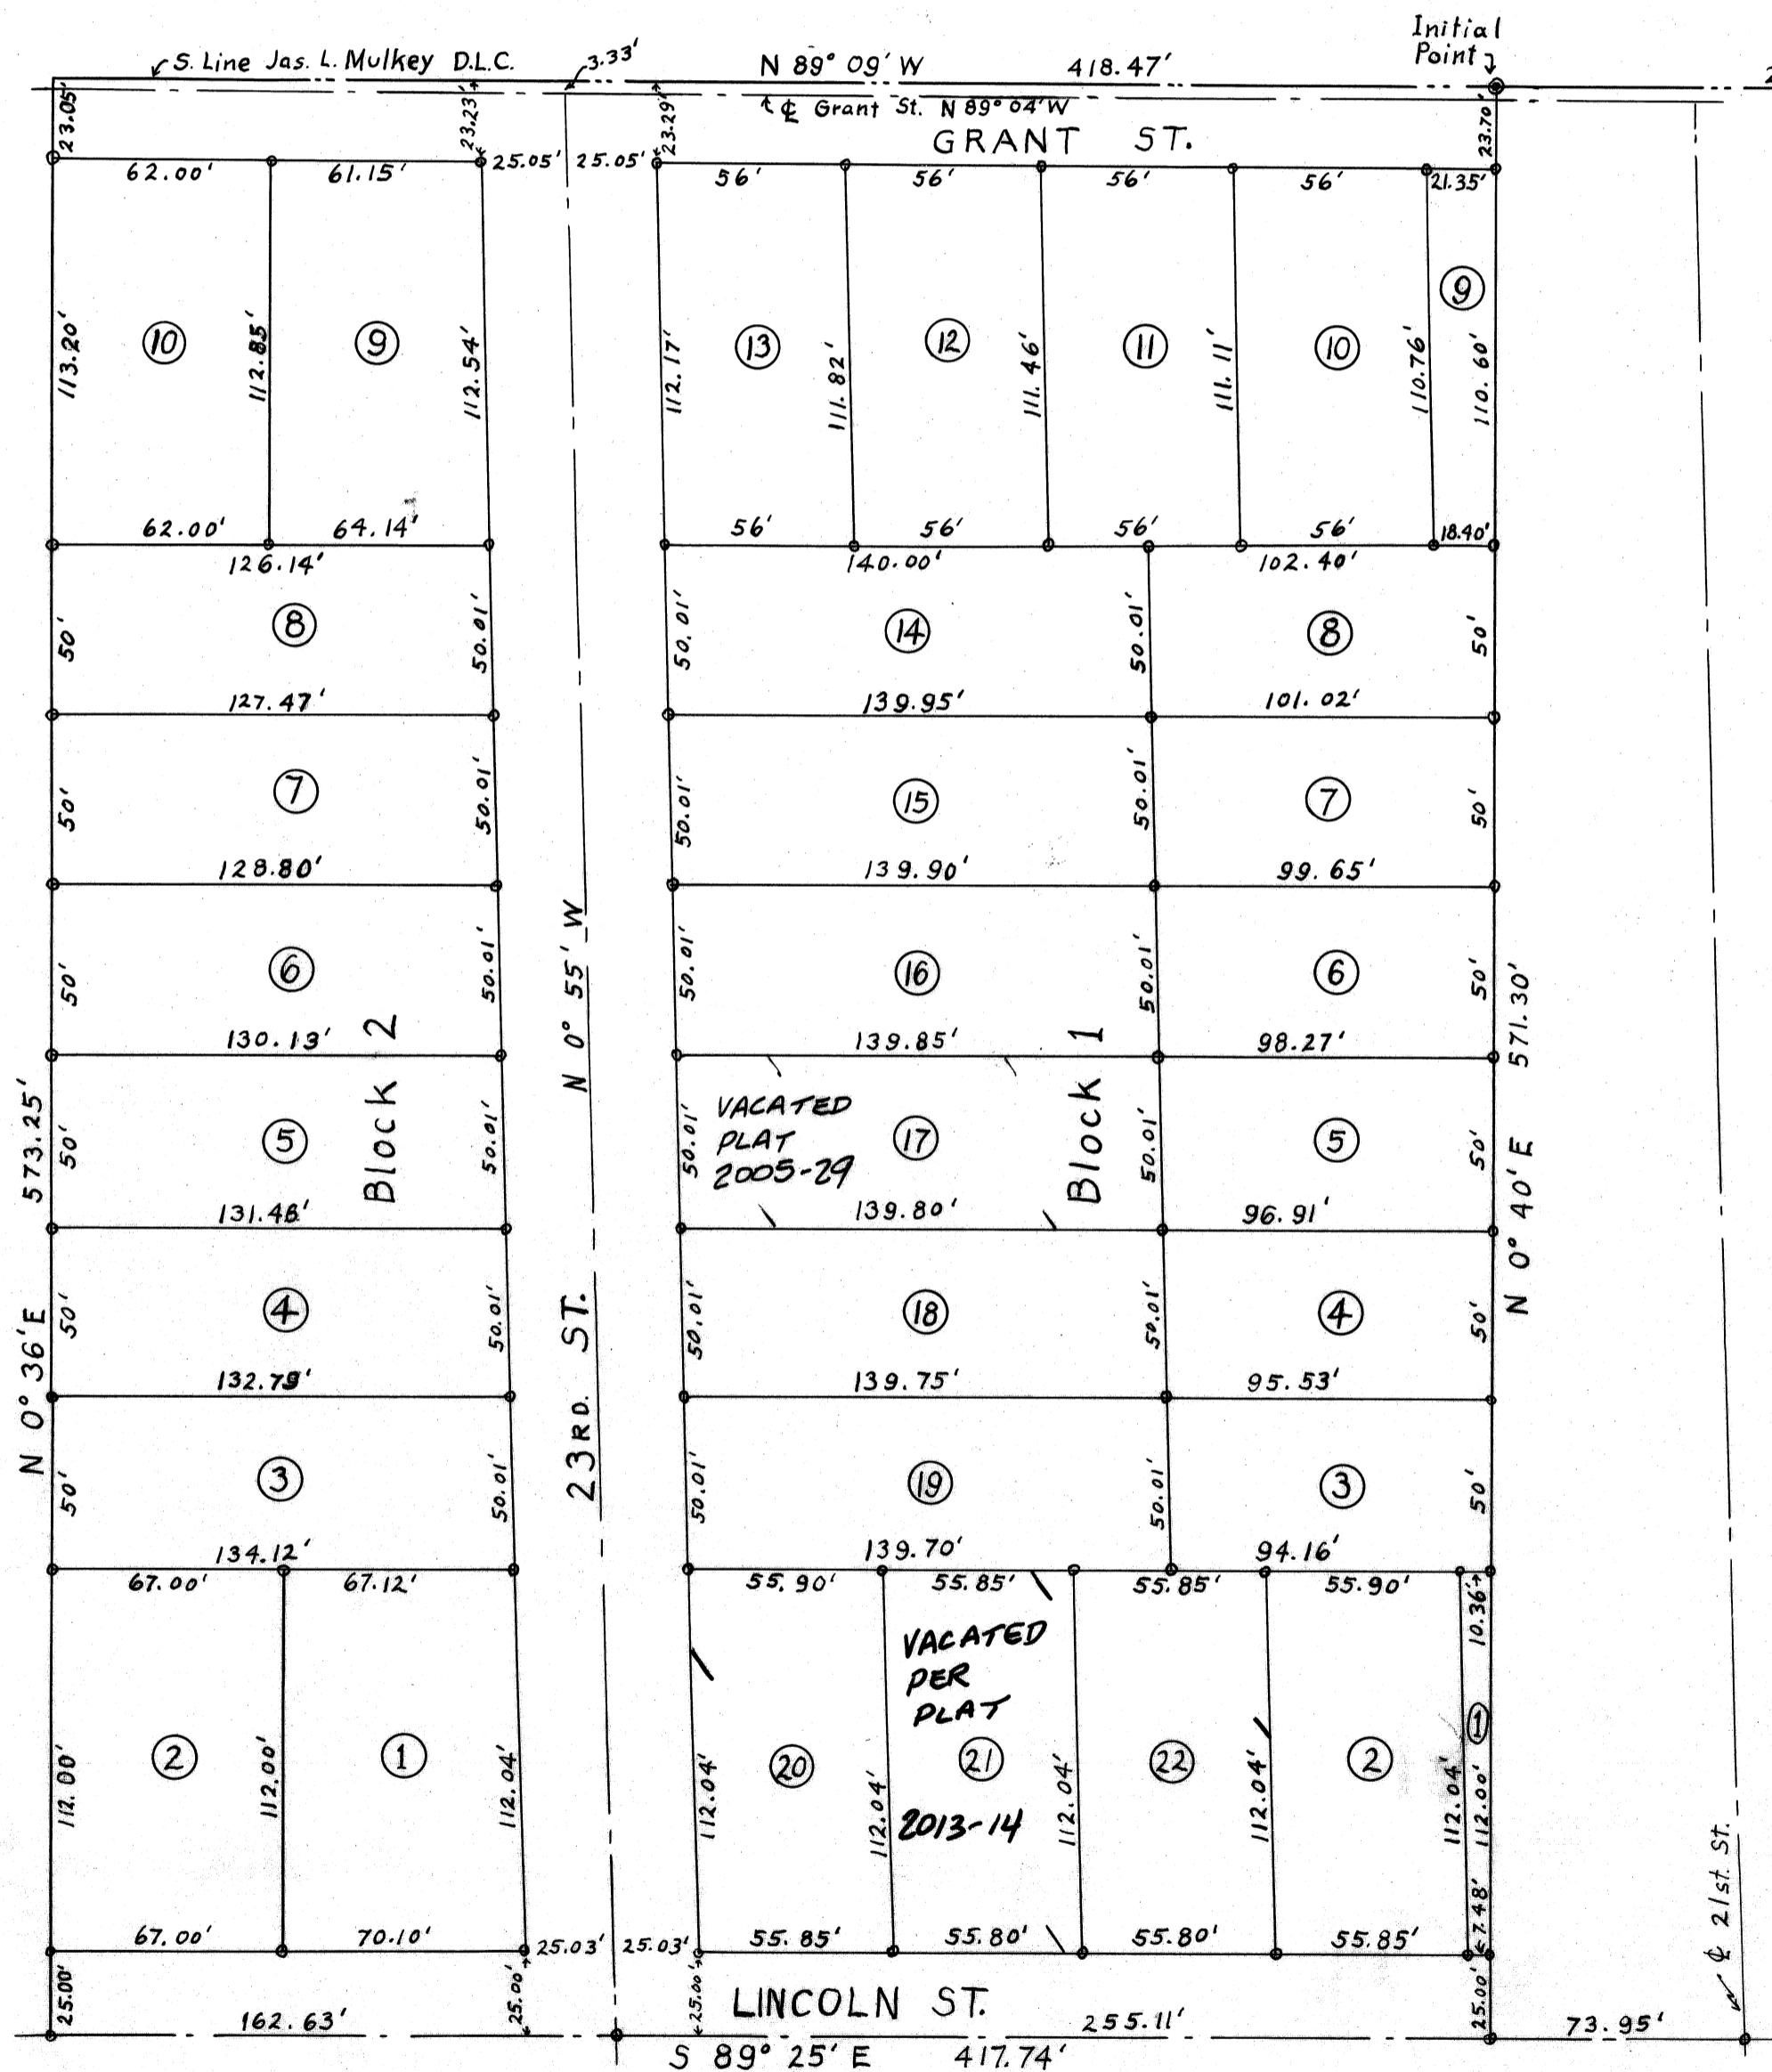 Initial
Point
S. Line Jas. L. Mulkey D.L.C.
3.33'
N 89° 09' W 418.47'
℄ Grant St. N 89° 04' W
GRANT ST.
23.05' 23.23' 23.29' 23.70'
62.00' 61.15' 25.05' 25.05' 56' 56' 56' 56' 21.35'
9
10 9 13 12 11 10
113.20' 112.85' 112.54' 112.17' 111.82' 111.46' 111.11' 110.76' 110.60'
62.00' 64.14' 56' 56' 56' 56' 18.40'
126.14' 140.00' 102.40'
50' 8 50.01' 50.01' 14 50.01' 8 50'
127.47' 139.95' 101.02'
50' 7 50.01' 50.01' 15 50.01' 7 50'
128.80' 139.90' 99.65'
50' 6 50.01' 50.01' 16 50.01' 6 50'
130.13' 139.85' 98.27'
N 0° 36' E 573.25'
Block 2
23RD. ST. N 0° 55' W
Block 1
N 0° 40' E 571.30'
VACATED
PLAT
2005-29
50' 5 50.01' 50.01' 17 50.01' 5 50'
131.46' 139.80' 96.91'
50' 4 50.01' 50.01' 18 50.01' 4 50'
132.79' 139.75' 95.53'
50' 3 50.01' 50.01' 19 50.01' 3 50'
134.12' 139.70' 94.16'
67.00' 67.12' 55.90' 55.85' 55.85' 55.90' 10.36'
VACATED
PER
PLAT
2013-14
2 1 20 21 22 2 1
112.00' 112.00' 112.04' 112.04' 112.04' 112.04' 112.04' 112.04' 112.00'
67.00' 70.10' 25.03' 25.03' 55.85' 55.80' 55.80' 55.85' 7.48'
25.00' 25.00' 25.00' 25.00'
LINCOLN ST.
162.63' 255.11' 73.95'
S 89° 25' E 417.74'
℄ 21st. St.